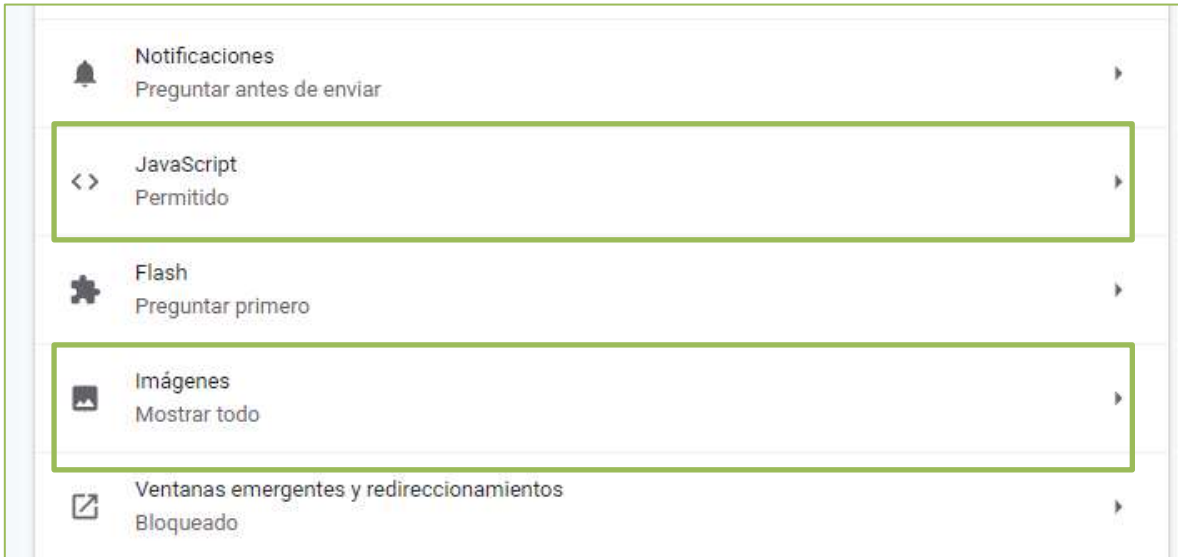 Notificaciones
Preguntar antes de enviar
JavaScript
Permitido
Flash
Preguntar primero
Imágenes
Mostrar todo
Ventanas emergentes y redireccionamientos
Bloqueado